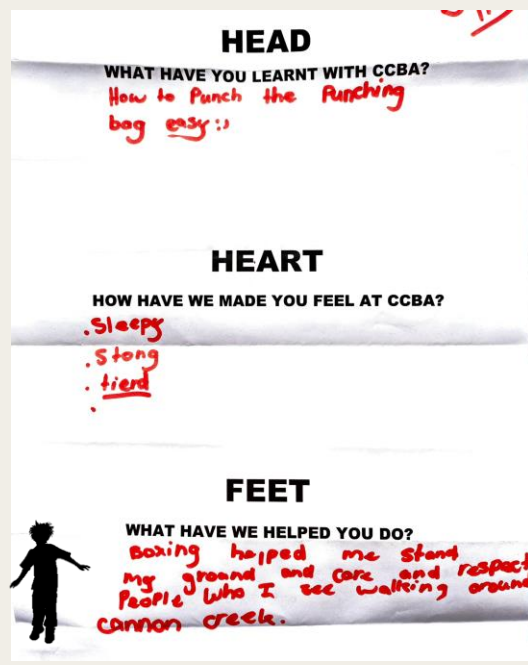 HEAD
WHAT HAVE YOU LEARNT WITH CCBA?
How to Punch the Punching
bag easy :)
HEART
HOW HAVE WE MADE YOU FEEL AT CCBA?
. Sleepy
. Stong
. tierd
.
FEET
WHAT HAVE WE HELPED YOU DO?
Boxing helped me stand
my ground and care and respect
People who I see walking around
cannon creek.